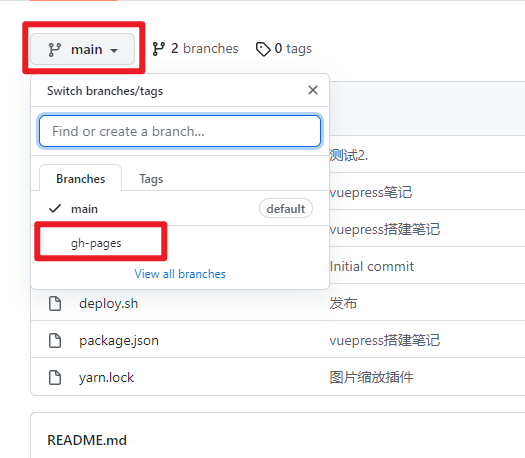 main 2 branches 0 tags
Switch branches/tags
Find or create a branch...
测试2.
Branches Tags
vuepress笔记
main default
vuepress搭建笔记
gh-pages
Initial commit
View all branches
deploy.sh 发布
package.json vuepress搭建笔记
yarn.lock 图片缩放插件
README.md